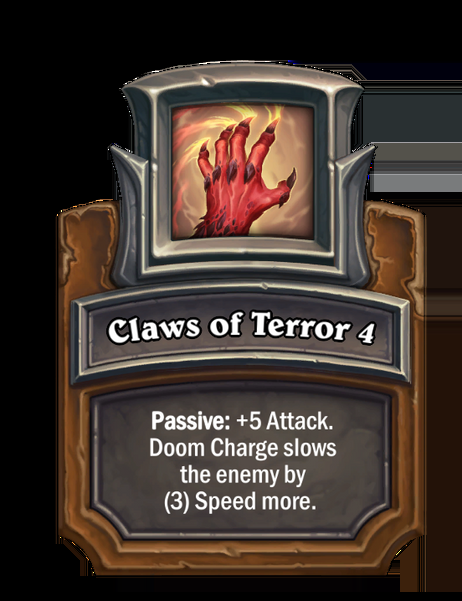 Claws of Terror 4
Passive: +5 Attack.
Doom Charge slows
the enemy by
(3) Speed more.